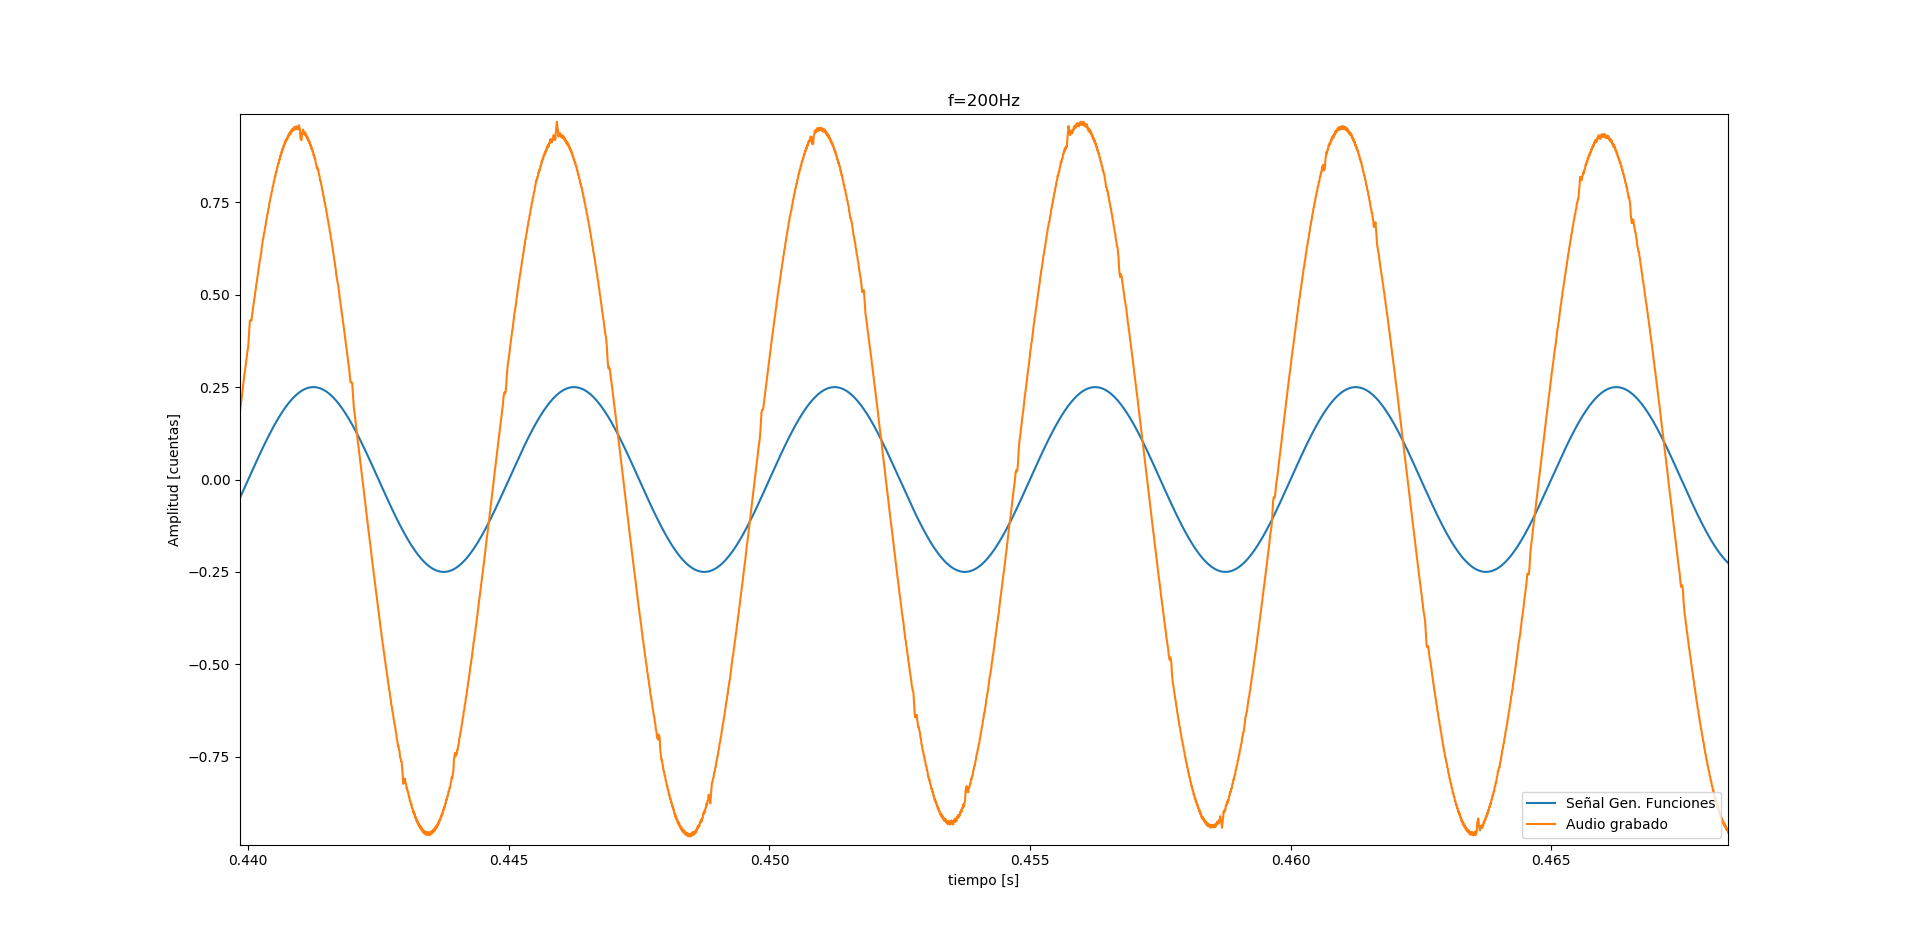 f=200Hz
Amplitud [cuentas]
0.75
0.50
0.25
0.00
−0.25
−0.50
−0.75
0.440
0.445
0.450
0.455
0.460
0.465
tiempo [s]
Señal Gen. Funciones
Audio grabado